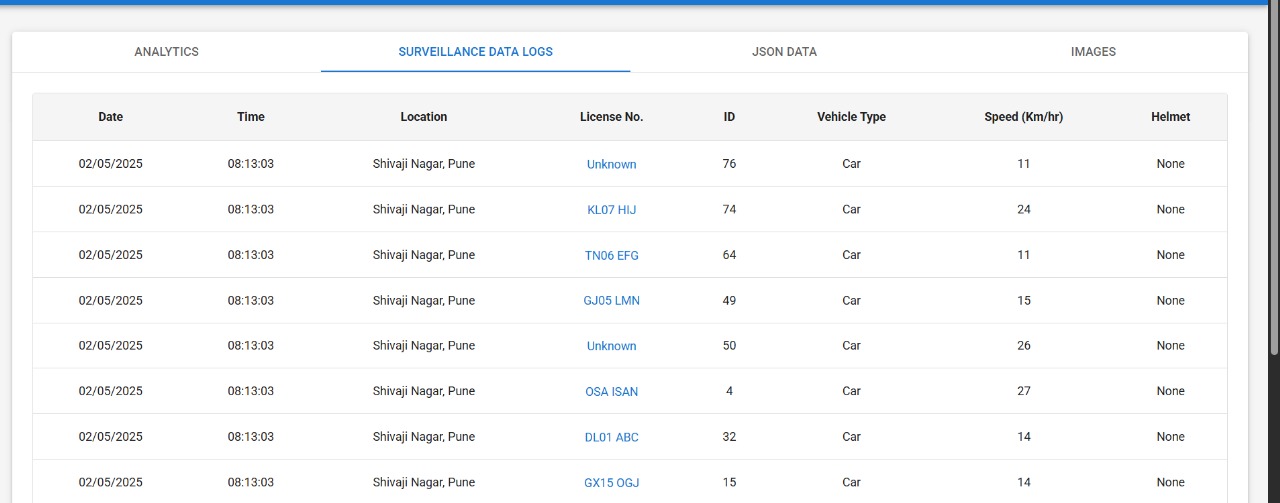 ANALYTICS SURVEILLANCE DATA LOGS JSON DATA IMAGES
Date Time Location License No. ID Vehicle Type Speed (Km/hr) Helmet
02/05/2025 08:13:03 Shivaji Nagar, Pune Unknown 76 Car 11 None
02/05/2025 08:13:03 Shivaji Nagar, Pune KL07 HIJ 74 Car 24 None
02/05/2025 08:13:03 Shivaji Nagar, Pune TN06 EFG 64 Car 11 None
02/05/2025 08:13:03 Shivaji Nagar, Pune GJ05 LMN 49 Car 15 None
02/05/2025 08:13:03 Shivaji Nagar, Pune Unknown 50 Car 26 None
02/05/2025 08:13:03 Shivaji Nagar, Pune OSA ISAN 4 Car 27 None
02/05/2025 08:13:03 Shivaji Nagar, Pune DL01 ABC 32 Car 14 None
02/05/2025 08:13:03 Shivaji Nagar, Pune GX15 OGJ 15 Car 14 None